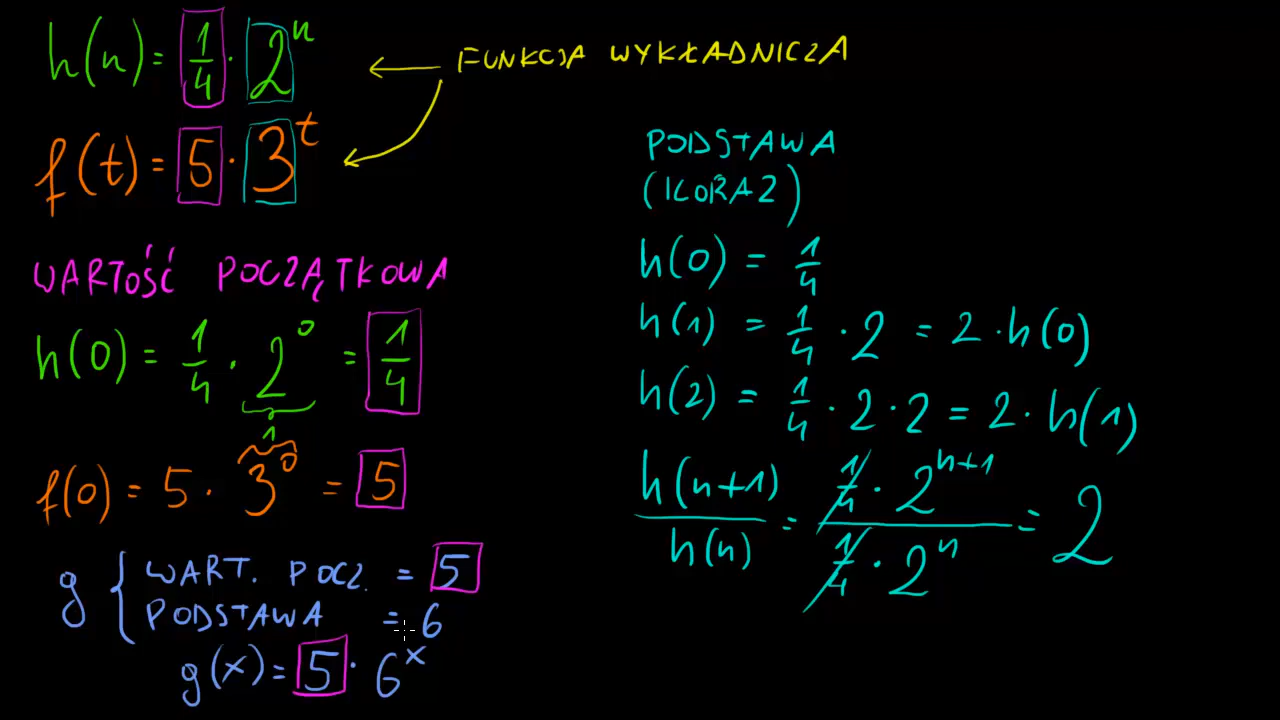 h(n) = 1/4 · 2^n
FUNKCJA WYKŁADNICZA
f(t) = 5 · 3^t
WARTOŚĆ POCZĄTKOWA
h(0) = 1/4 · 2^0 = 1/4
1
f(0) = 5 · 3^0 = 5
g { WART. POCZ. = 5
PODSTAWA = 6
g(x) = 5 · 6^x
PODSTAWA
(ILORAZ)
h(0) = 1/4
h(1) = 1/4 · 2 = 2 · h(0)
h(2) = 1/4 · 2 · 2 = 2 · h(1)
h(n+1)/h(n) = (1/4 · 2^(n+1))/(1/4 · 2^n) = 2